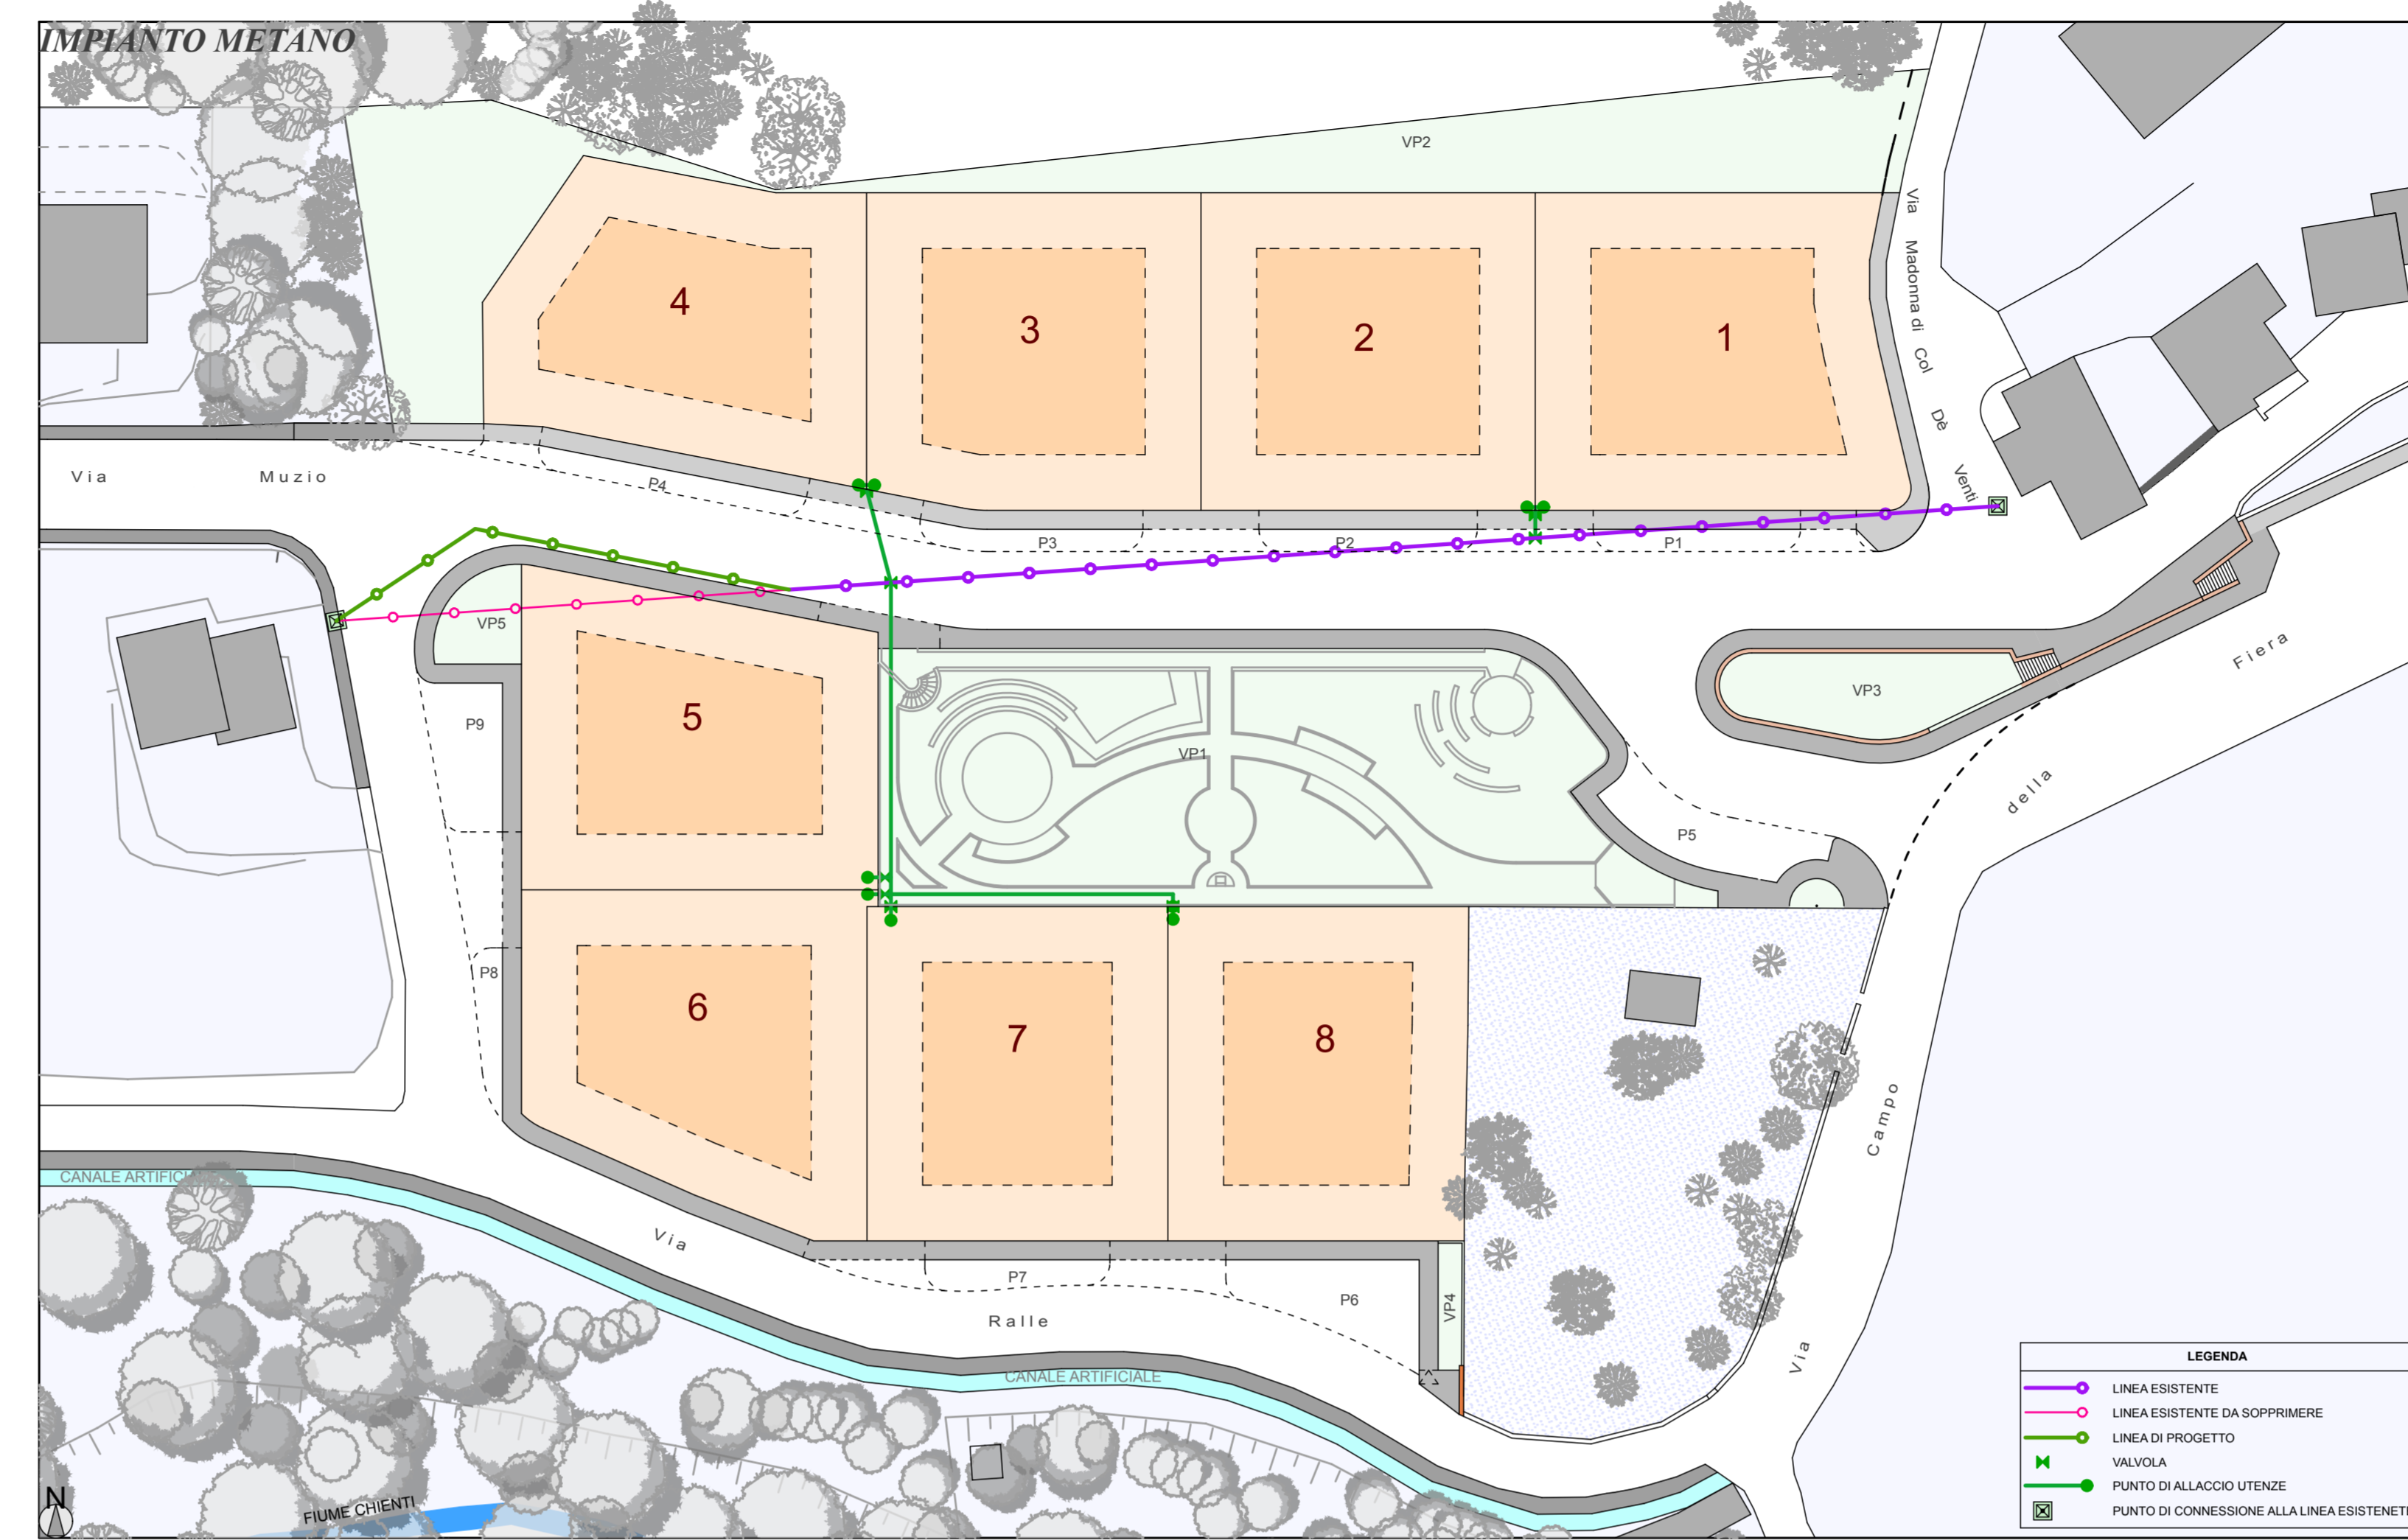 IMPIANTO METANO
VP2
Via Madonna di Col Dè Venti
4
3
2
1
Via Muzio
P4
P3
P2
P1
VP5
Fiera
VP3
P9
5
VP1
della
P5
P8
6
7
8
Campo
CANALE ARTIFICI
Via
P7
P6
VP4
Ralle
Via
CANALE ARTIFICIALE
LEGENDA
LINEA ESISTENTE
LINEA ESISTENTE DA SOPPRIMERE
LINEA DI PROGETTO
VALVOLA
PUNTO DI ALLACCIO UTENZE
PUNTO DI CONNESSIONE ALLA LINEA ESISTENETE
N
FIUME CHIENTI